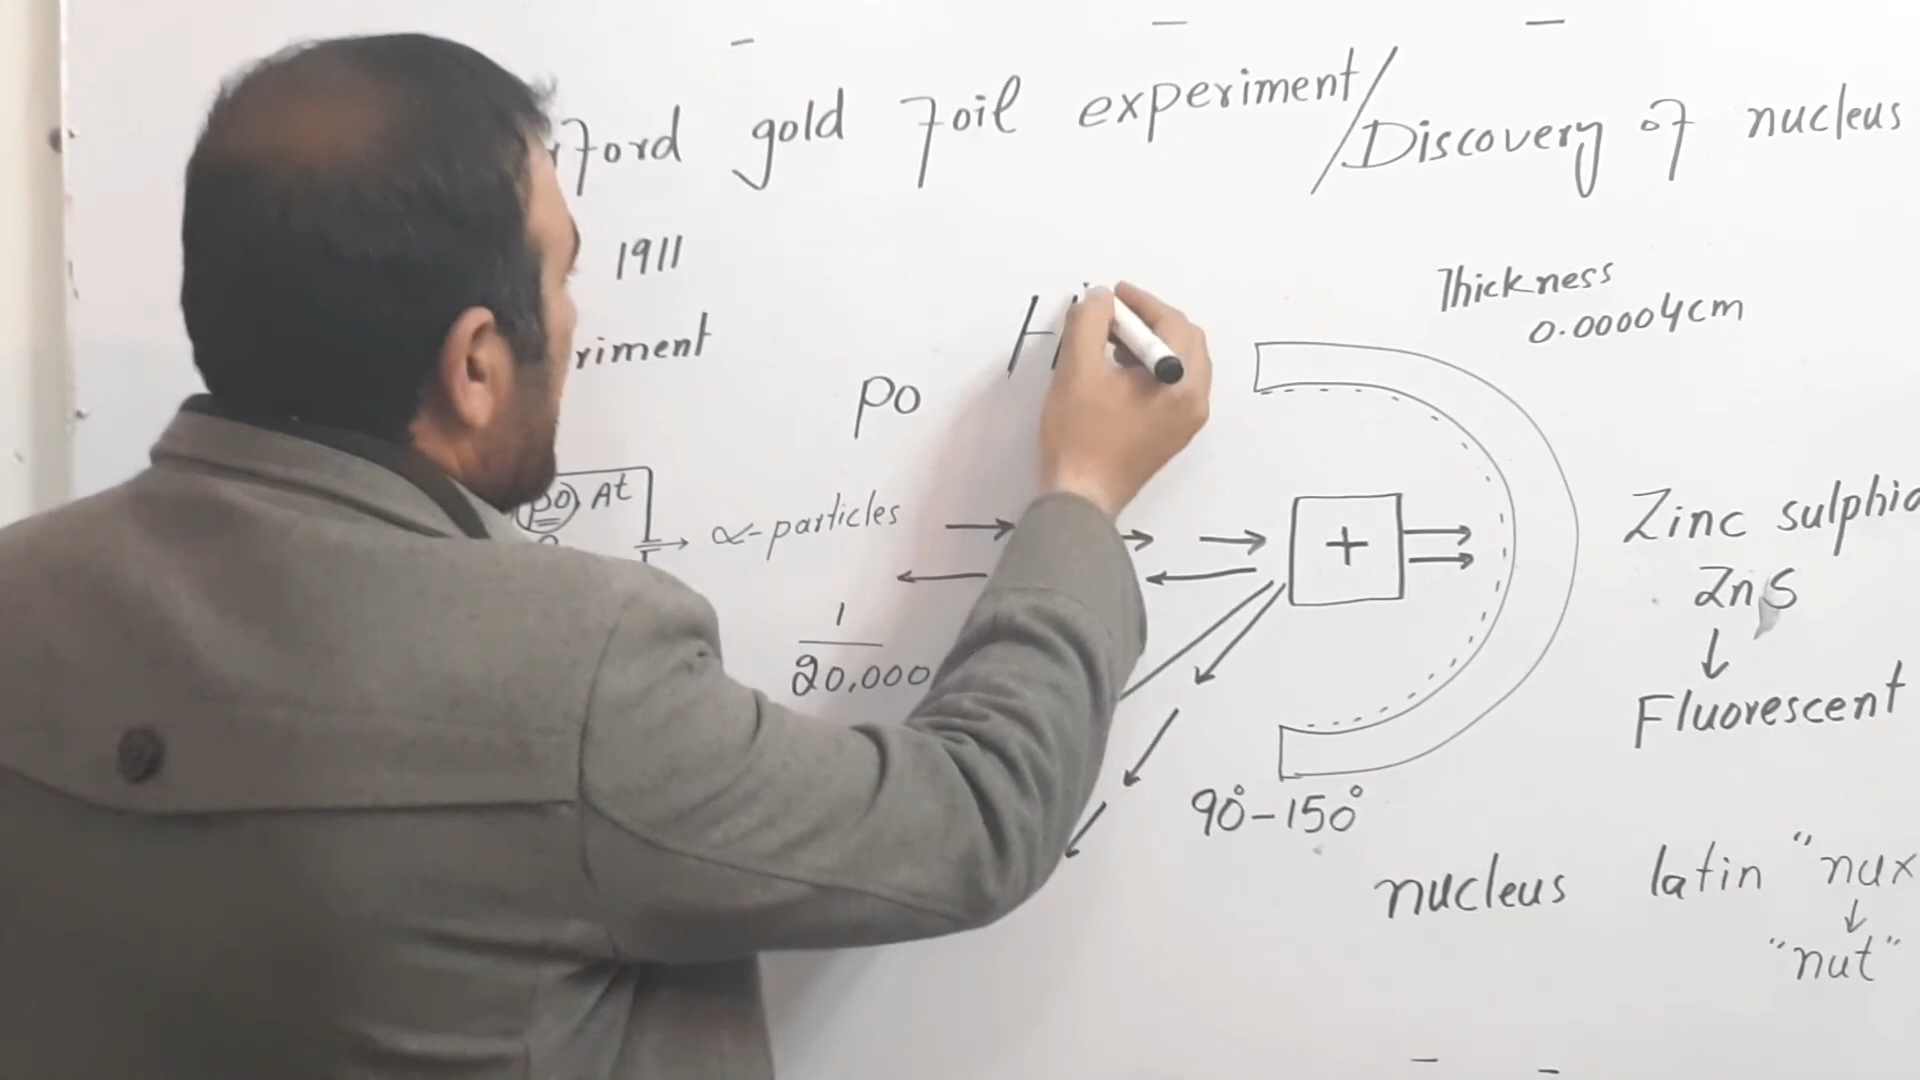 ford gold foil experiment/
Discovery of nucleus
1911
riment
Thickness
0.00004cm
po
po At
α-particles
1
20,000
+
90°-150°
Zinc sulphid
ZnS
↓
Fluorescent
nucleus latin "nux
↓
"nut"